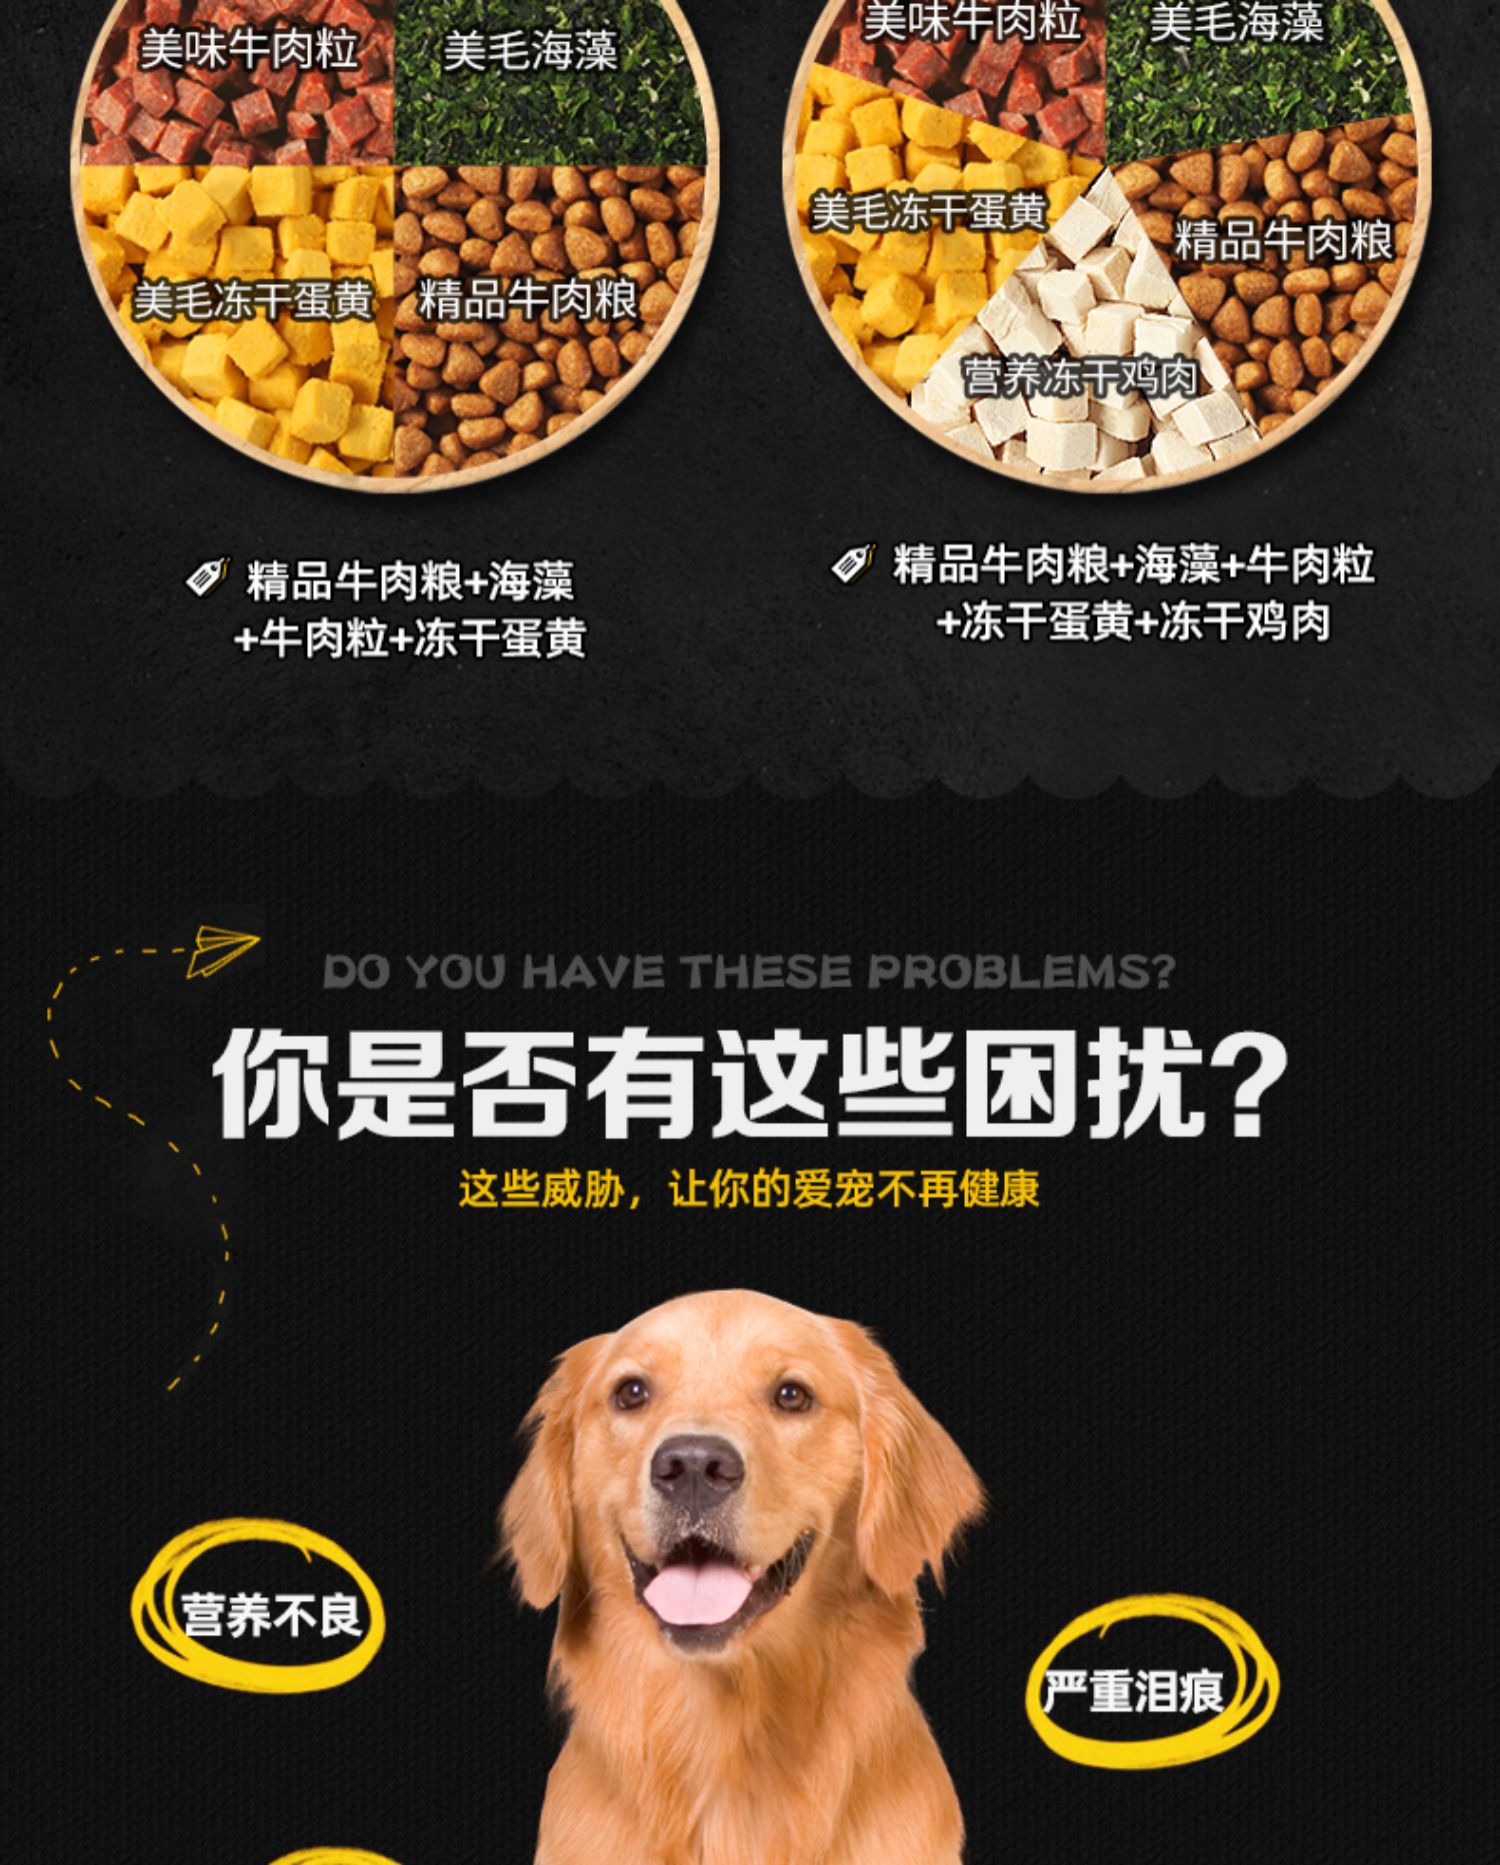 美味牛肉粒
美毛海藻
美毛冻干蛋黄
精品牛肉粮
精品牛肉粮+海藻
+牛肉粒+冻干蛋黄
美味牛肉粒
美毛海藻
美毛冻干蛋黄
精品牛肉粮
营养冻干鸡肉
精品牛肉粮+海藻+牛肉粒
+冻干蛋黄+冻干鸡肉
DO YOU HAVE THESE PROBLEMS?
你是否有这些困扰?
这些威胁，让你的爱宠不再健康
营养不良
严重泪痕